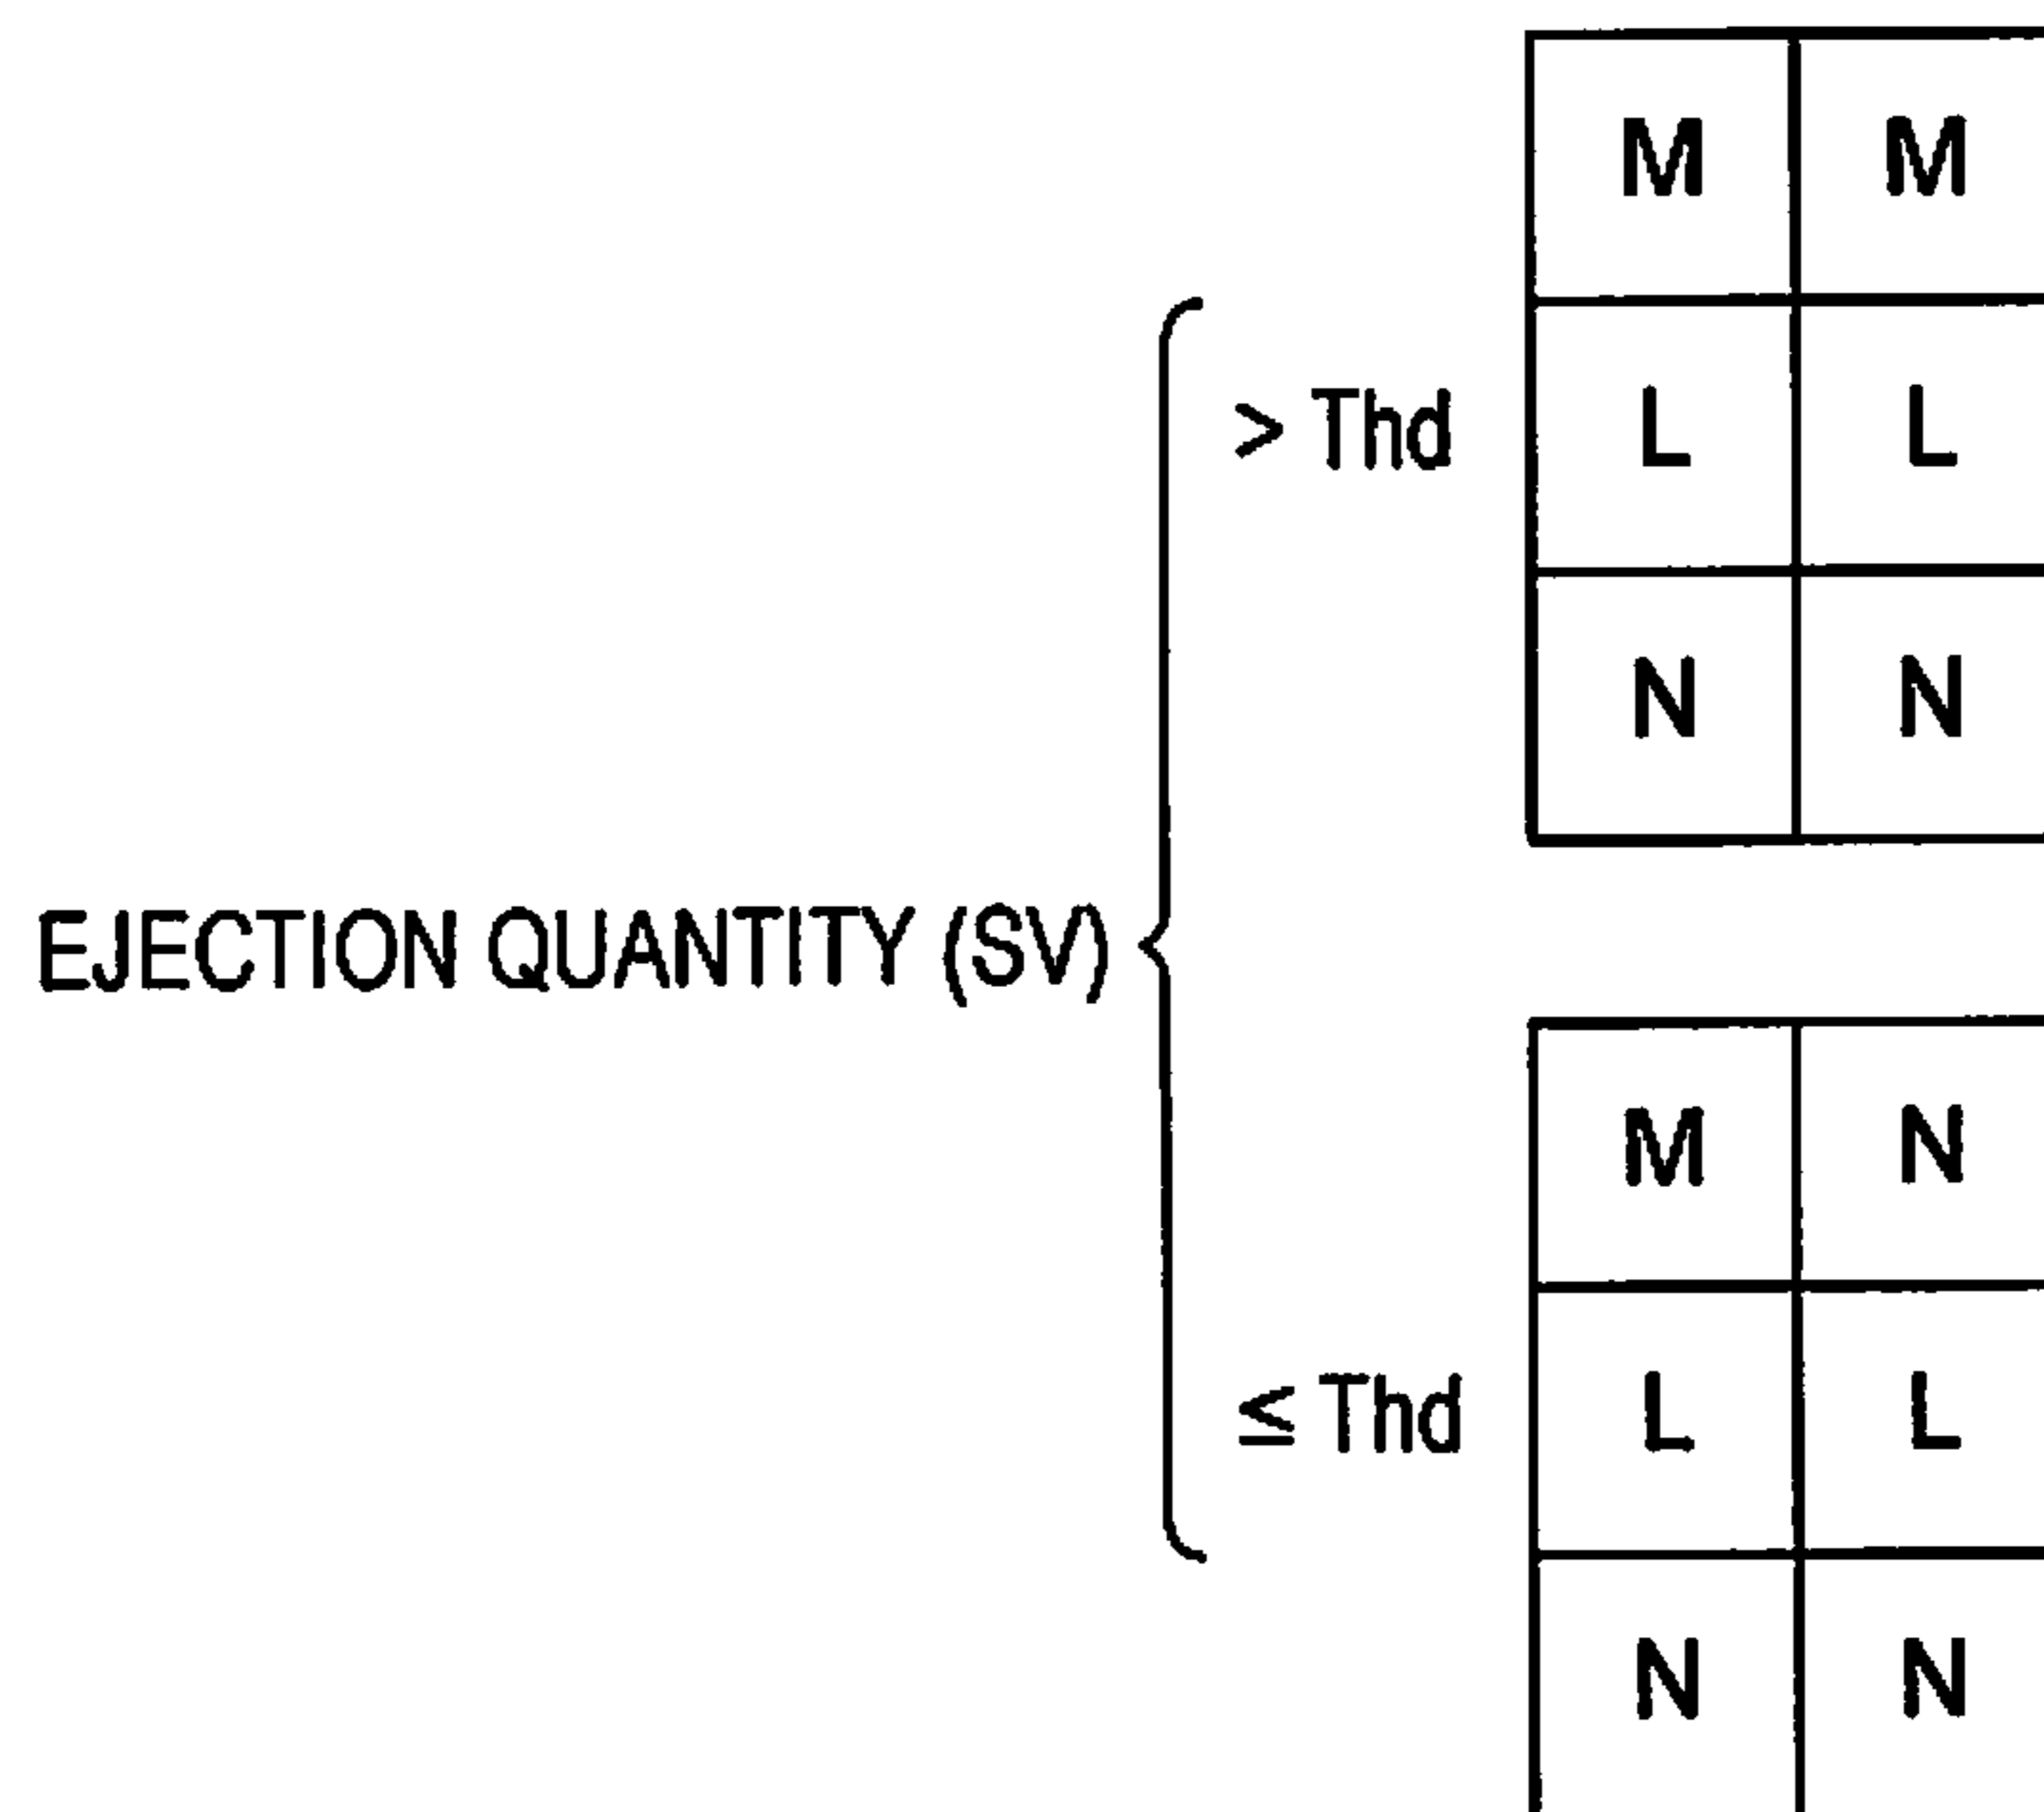 M M
> Thd L L
N N
EJECTION QUANTITY (SV)
M N
≤ Thd L L
N N